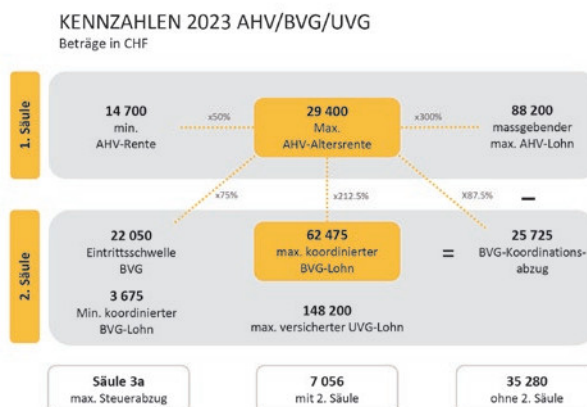 KENNZAHLEN 2023 AHV/BVG/UVG
Beträge in CHF
1. Säule
14 700
min.
AHV-Rente
x50%
29 400
Max.
AHV-Altersrente
x300%
88 200
massgebender
max. AHV-Lohn
x75%
x212.5%
X87.5%
–
2. Säule
22 050
Eintrittsschwelle
BVG
3 675
Min. koordinierter
BVG-Lohn
62 475
max. koordinierter
BVG-Lohn
148 200
max. versicherter UVG-Lohn
=
25 725
BVG-Koordinations-
abzug
Säule 3a
max. Steuerabzug
7 056
mit 2. Säule
35 280
ohne 2. Säule